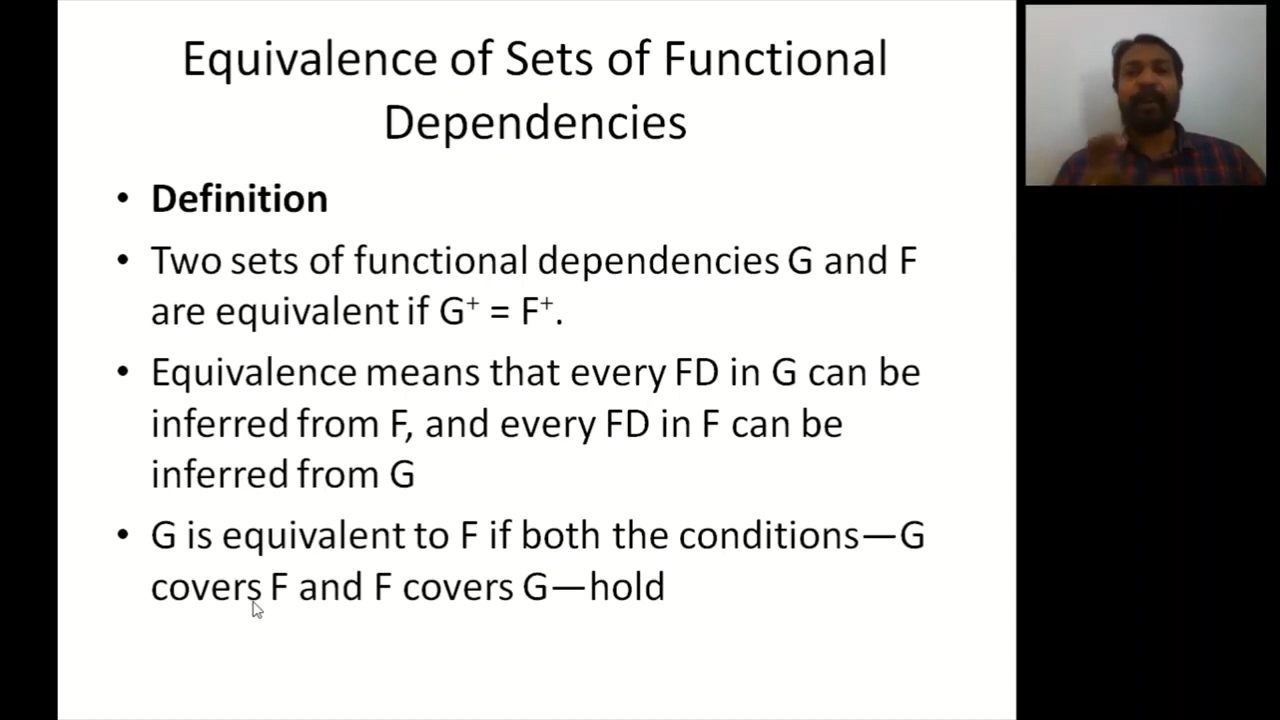 Equivalence of Sets of Functional
Dependencies
• Definition
• Two sets of functional dependencies G and F
are equivalent if G⁺ = F⁺.
• Equivalence means that every FD in G can be
inferred from F, and every FD in F can be
inferred from G
• G is equivalent to F if both the conditions—G
covers F and F covers G—hold